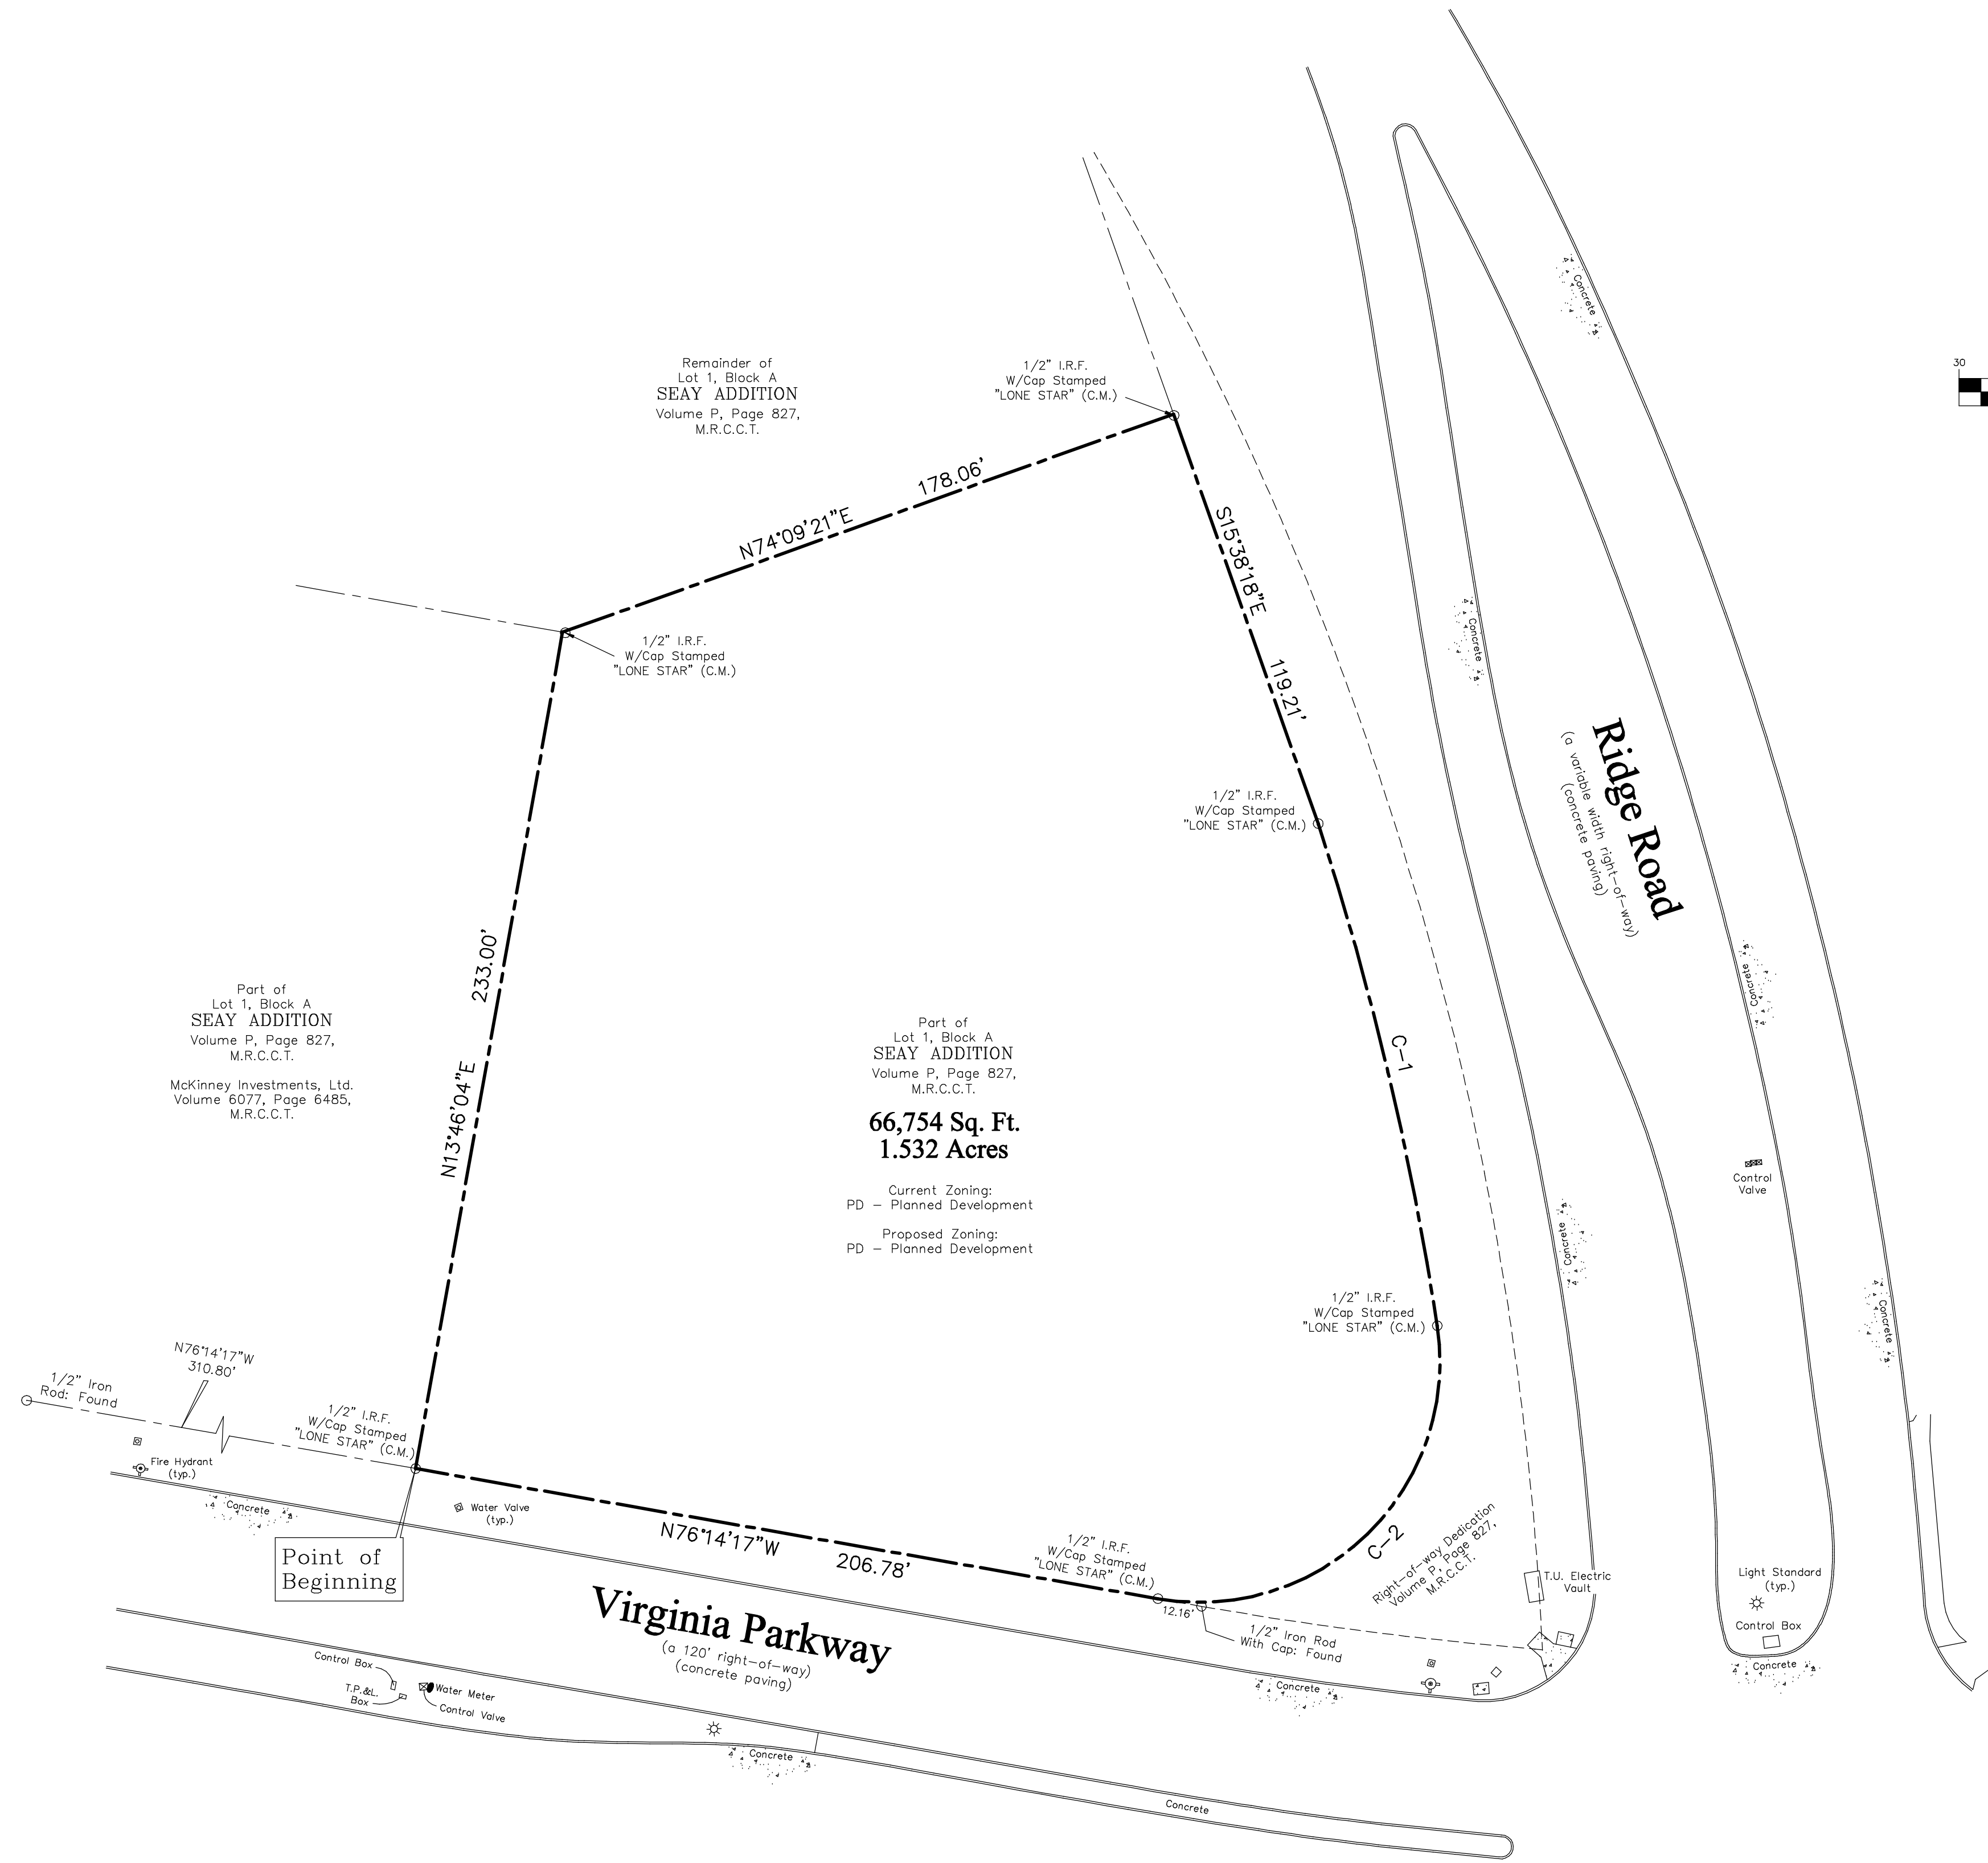 30
Remainder of
Lot 1, Block A
SEAY ADDITION
Volume P, Page 827,
M.R.C.C.T.
1/2" I.R.F.
W/Cap Stamped
"LONE STAR" (C.M.)
Concrete
178.06'
N74°09'21"E
S15°38'18"E
119.21'
1/2" I.R.F.
W/Cap Stamped
"LONE STAR" (C.M.)
Concrete
Ridge Road
(a variable width right-of-way)
(concrete paving)
1/2" I.R.F.
W/Cap Stamped
"LONE STAR" (C.M.)
233.00'
N13°46'04"E
Part of
Lot 1, Block A
SEAY ADDITION
Volume P, Page 827,
M.R.C.C.T.
McKinney Investments, Ltd.
Volume 6077, Page 6485,
M.R.C.C.T.
Part of
Lot 1, Block A
SEAY ADDITION
Volume P, Page 827,
M.R.C.C.T.
66,754 Sq. Ft.
1.532 Acres
Current Zoning:
PD - Planned Development
Proposed Zoning:
PD - Planned Development
C-1
Concrete
Control
Valve
Concrete
Concrete
1/2" I.R.F.
W/Cap Stamped
"LONE STAR" (C.M.)
N76°14'17"W
310.80'
1/2" Iron
Rod: Found
1/2" I.R.F.
W/Cap Stamped
"LONE STAR" (C.M.)
Fire Hydrant
(typ.)
Concrete
Water Valve
(typ.)
Point of
Beginning
N76°14'17"W
206.78'
1/2" I.R.F.
W/Cap Stamped
"LONE STAR" (C.M.)
12.16'
C-2
Right-of-way Dedication
Volume P, Page 827,
M.R.C.C.T.
1/2" Iron Rod
With Cap: Found
T.U. Electric
Vault
Light Standard
(typ.)
Control Box
Concrete
Concrete
Virginia Parkway
(a 120' right-of-way)
(concrete paving)
Control Box
T.P.&L.
Box
Water Meter
Control Valve
Concrete
Concrete